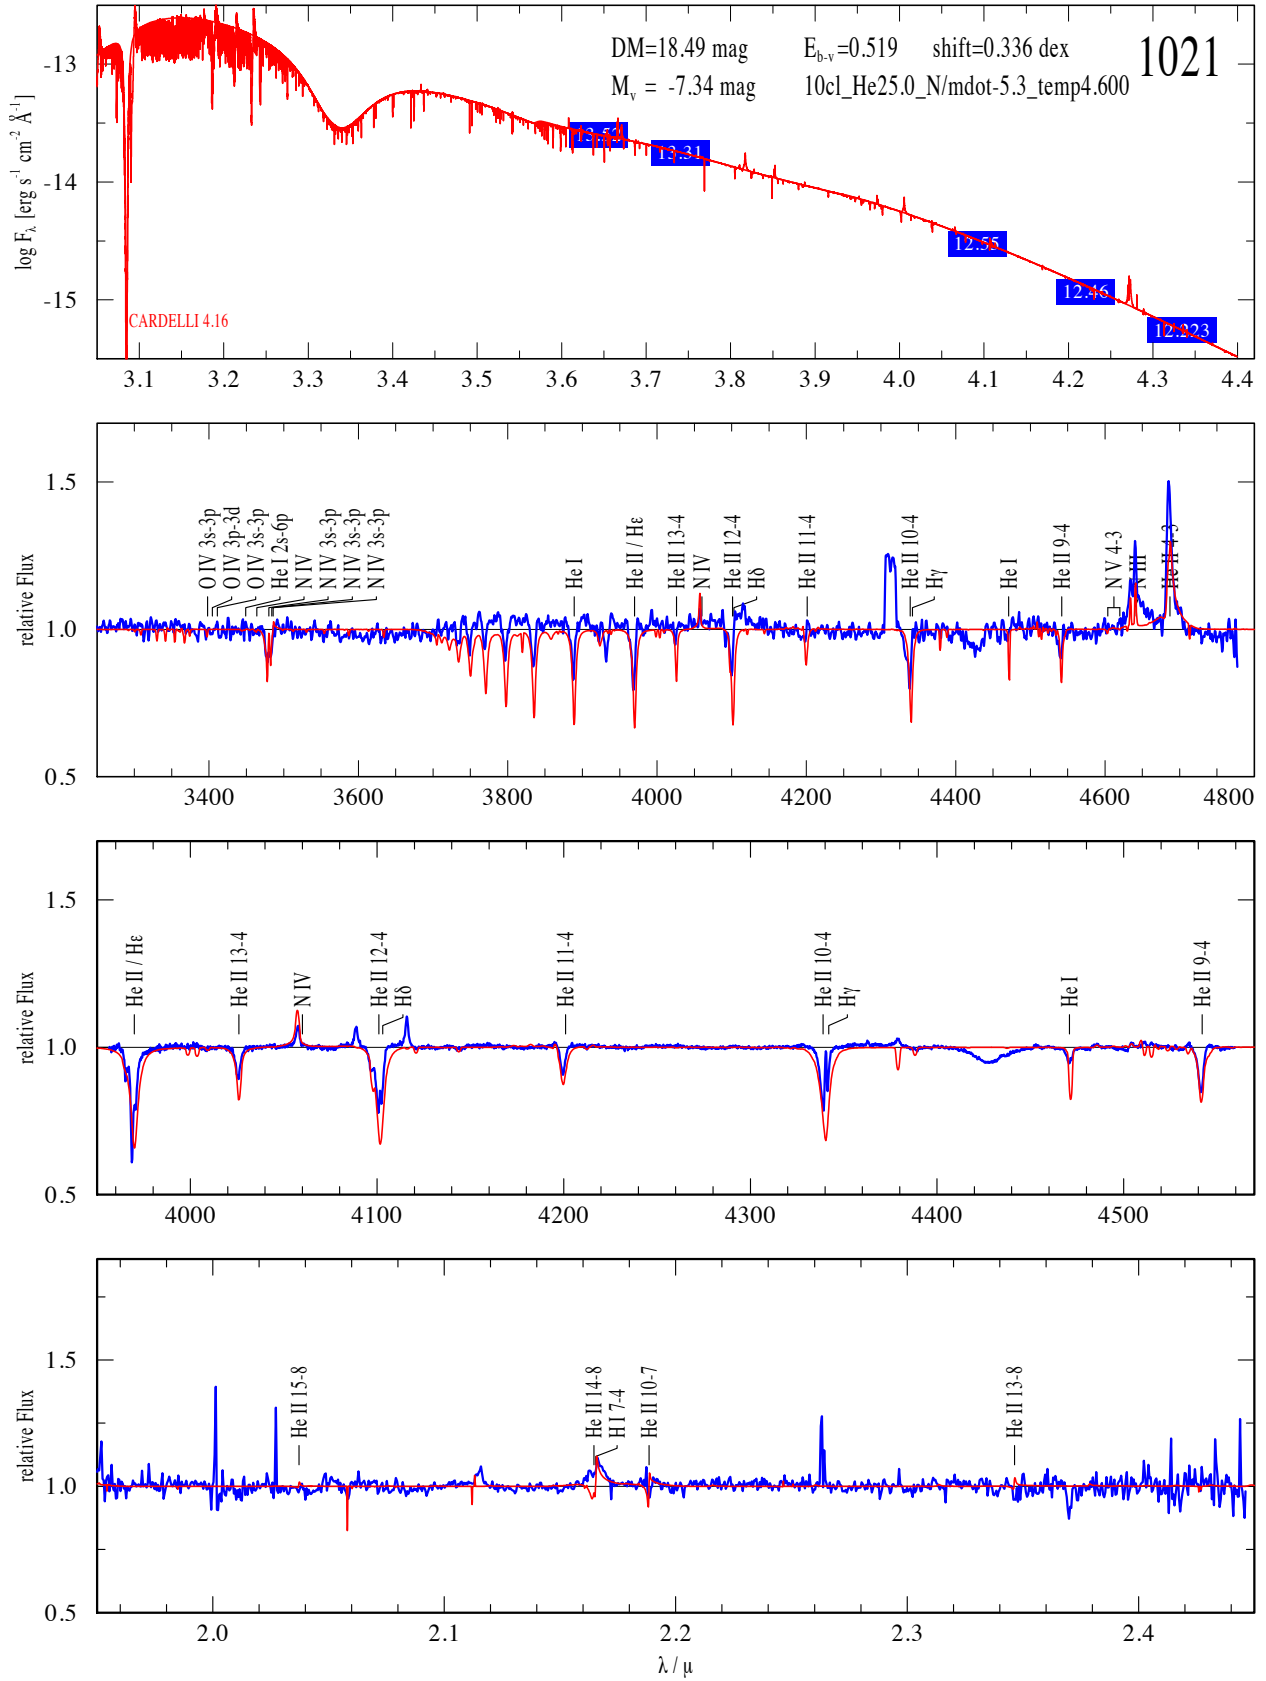 DM=18.49 mag E_b-v=0.519 shift=0.336 dex 1021
M_v = -7.34 mag 10cl_He25.0_N/mdot-5.3_temp4.600
-13
-14
-15
log F_λ [erg s⁻¹ cm⁻² Å⁻¹]
13.31
12.55
12.46
12.223
CARDELLI 4.16
3.1 3.2 3.3 3.4 3.5 3.6 3.7 3.8 3.9 4.0 4.1 4.2 4.3 4.4
relative Flux
1.5
1.0
0.5
O IV 3s-3p
O IV 3p-3d
O IV 3s-3p
He I 2s-6p
N IV
N IV 3s-3p
N IV 3s-3p
N IV 3s-3p
He I
He II / Hε
He II 13-4
N IV
He II 12-4
Hδ
He II 11-4
He II 10-4
Hγ
He I
He II 9-4
N V 4-3
N III
He II 4-3
3400 3600 3800 4000 4200 4400 4600 4800
relative Flux
1.5
1.0
0.5
He II / Hε
He II 13-4
N IV
He II 12-4
Hδ
He II 11-4
He II 10-4
Hγ
He I
He II 9-4
4000 4100 4200 4300 4400 4500
relative Flux
1.5
1.0
0.5
He II 15-8
He II 14-8
H I 7-4
He II 10-7
He II 13-8
2.0 2.1 2.2 2.3 2.4
λ / μ